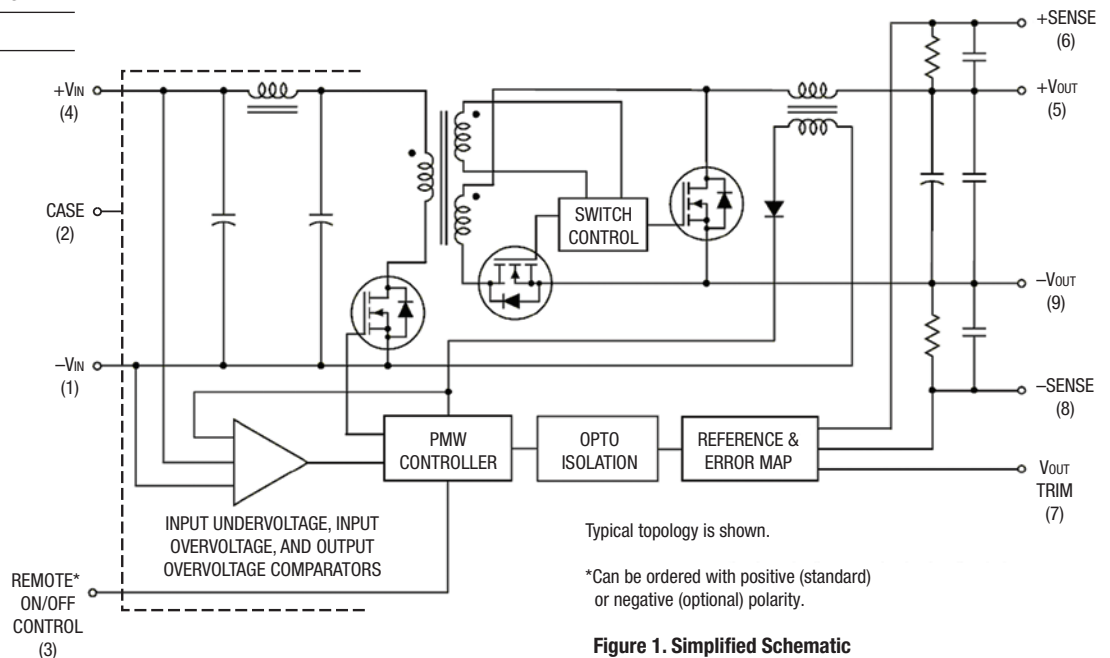 +SENSE
(6)
+VIN
(4)
+VOUT
(5)
CASE
(2)
SWITCH
CONTROL
–VOUT
(9)
–VIN
(1)
–SENSE
(8)
PMW
CONTROLLER
OPTO
ISOLATION
REFERENCE &
ERROR MAP
VOUT
TRIM
(7)
INPUT UNDERVOLTAGE, INPUT
OVERVOLTAGE, AND OUTPUT
OVERVOLTAGE COMPARATORS
Typical topology is shown.
*Can be ordered with positive (standard)
or negative (optional) polarity.
REMOTE*
ON/OFF
CONTROL
(3)
Figure 1. Simplified Schematic